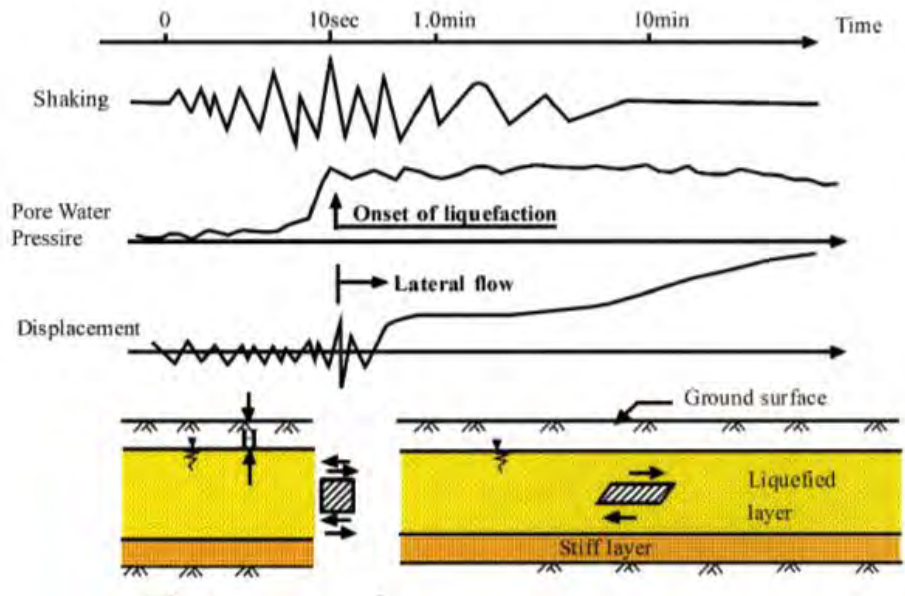 0 10sec 1.0min 10min Time
Shaking
Pore Water
Pressire
Onset of liquefaction
Lateral flow
Displacement
Ground surface
H
Liquefied
layer
Stiff layer